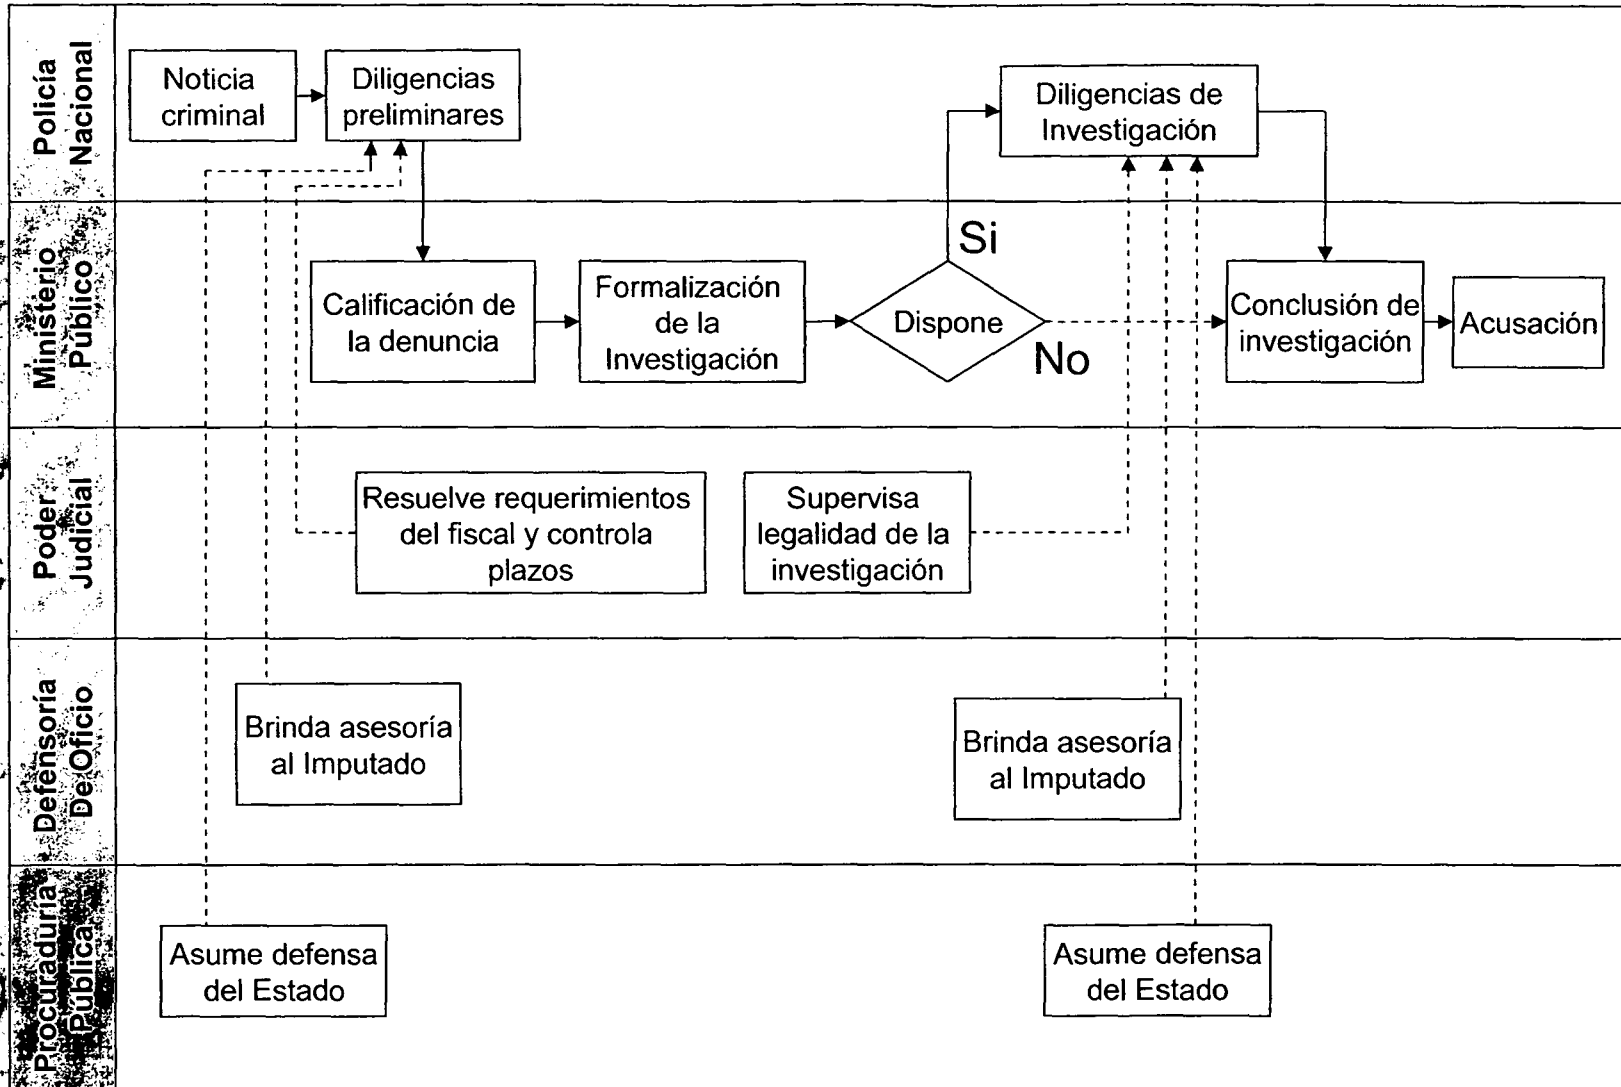 Policía
Nacional
Noticia
criminal
Diligencias
preliminares
Diligencias de
Investigación
Ministerio
Público
Calificación de
la denuncia
Formalización
de la
Investigación
Dispone
Si
No
Conclusión de
investigación
Acusación
Poder
Judicial
Resuelve requerimientos
del fiscal y controla
plazos
Supervisa
legalidad de la
investigación
Defensoría
De Oficio
Brinda asesoría
al Imputado
Brinda asesoría
al Imputado
Procuraduría
Pública
Asume defensa
del Estado
Asume defensa
del Estado